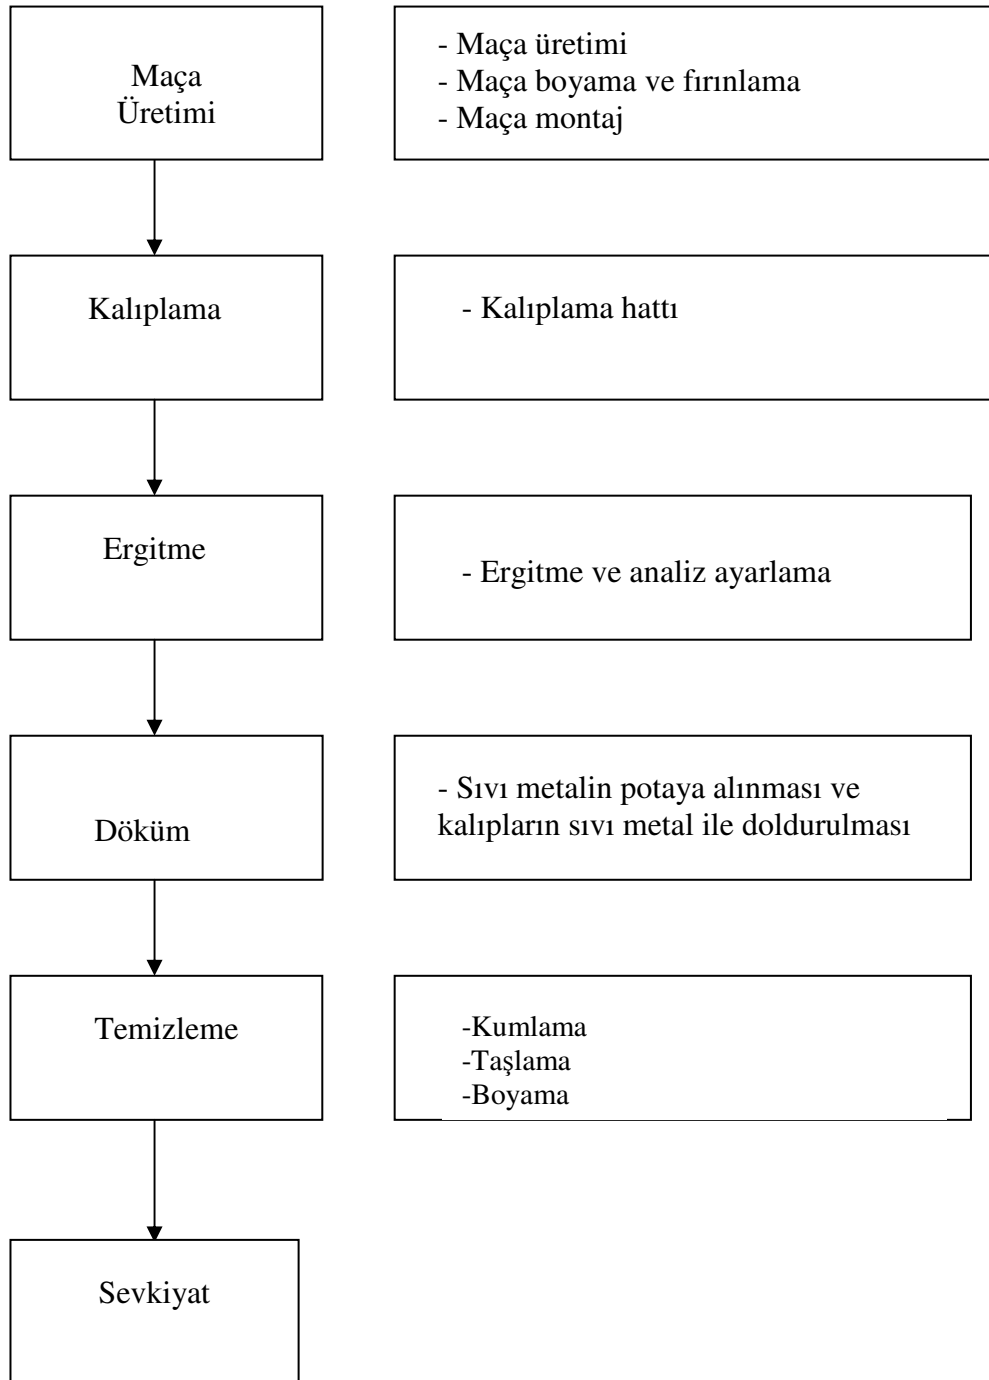 Maça
Üretimi
- Maça üretimi
- Maça boyama ve fırınlama
- Maça montaj
Kalıplama
- Kalıplama hattı
Ergitme
- Ergitme ve analiz ayarlama
Döküm
- Sıvı metalin potaya alınması ve
kalıpların sıvı metal ile doldurulması
Temizleme
-Kumlama
-Taşlama
-Boyama
Sevkiyat